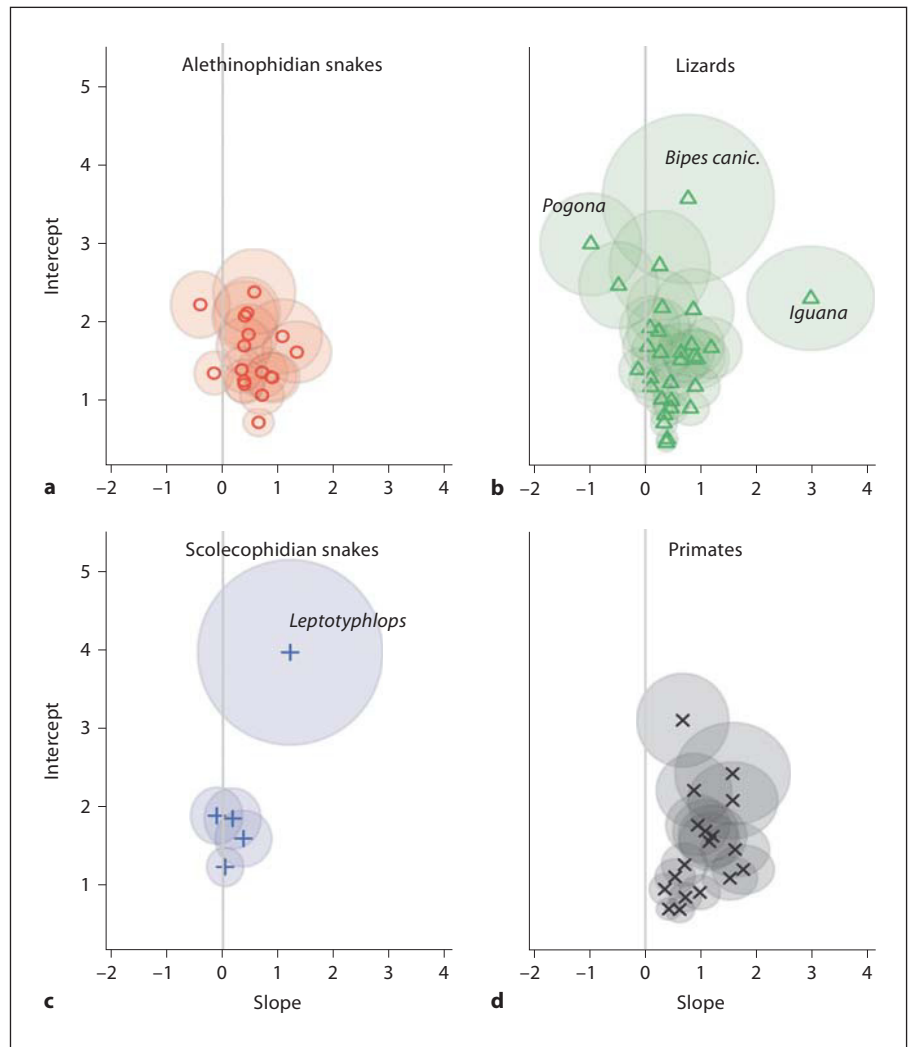 Alethinophidian snakes
Intercept
5
4
3
2
1
a
–2 –1 0 1 2 3 4
Lizards
Bipes canic.
Pogona
Iguana
b
–2 –1 0 1 2 3 4
Scolecophidian snakes
Leptotyphlops
Intercept
5
4
3
2
1
–2 –1 0 1 2 3 4
c
Slope
Primates
–2 –1 0 1 2 3 4
d
Slope